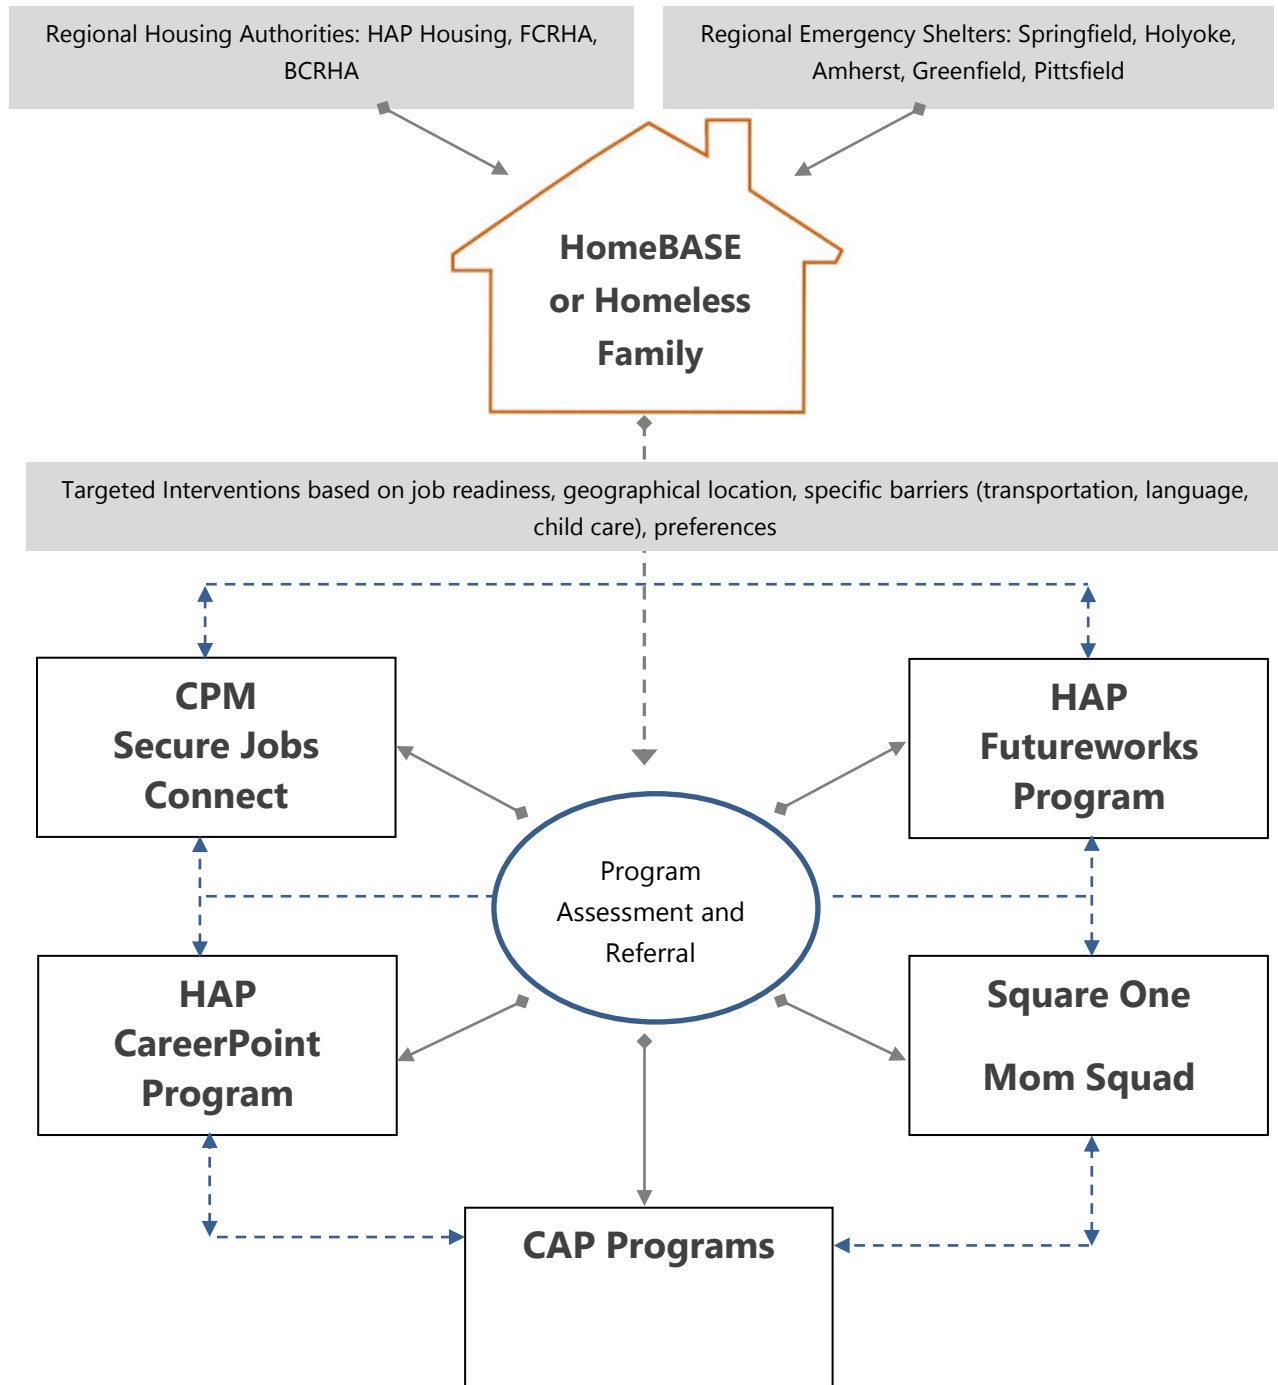 Regional Housing Authorities: HAP Housing, FCRHA,
BCRHA
Regional Emergency Shelters: Springfield, Holyoke,
Amherst, Greenfield, Pittsfield
HomeBASE
or Homeless
Family
Targeted Interventions based on job readiness, geographical location, specific barriers (transportation, language,
child care), preferences
CPM
Secure Jobs
Connect
HAP
Futureworks
Program
Program
Assessment and
Referral
HAP
CareerPoint
Program
Square One
Mom Squad
CAP Programs